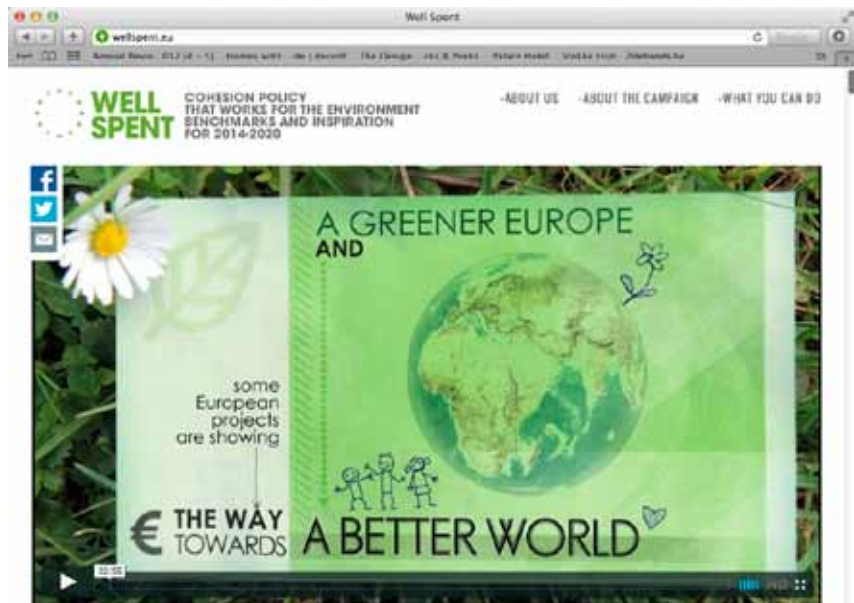 Well Spent
wellspent.eu
WELL
SPENT
COHESION POLICY
THAT WORKS FOR THE ENVIRONMENT
BENCHMARKS AND INSPIRATION
FOR 2014-2020
-ABOUT US -ABOUT THE CAMPAIGN -WHAT YOU CAN DO
A GREENER EUROPE
AND
some
European
projects
are showing
€ THE WAY
TOWARDS
A BETTER WORLD